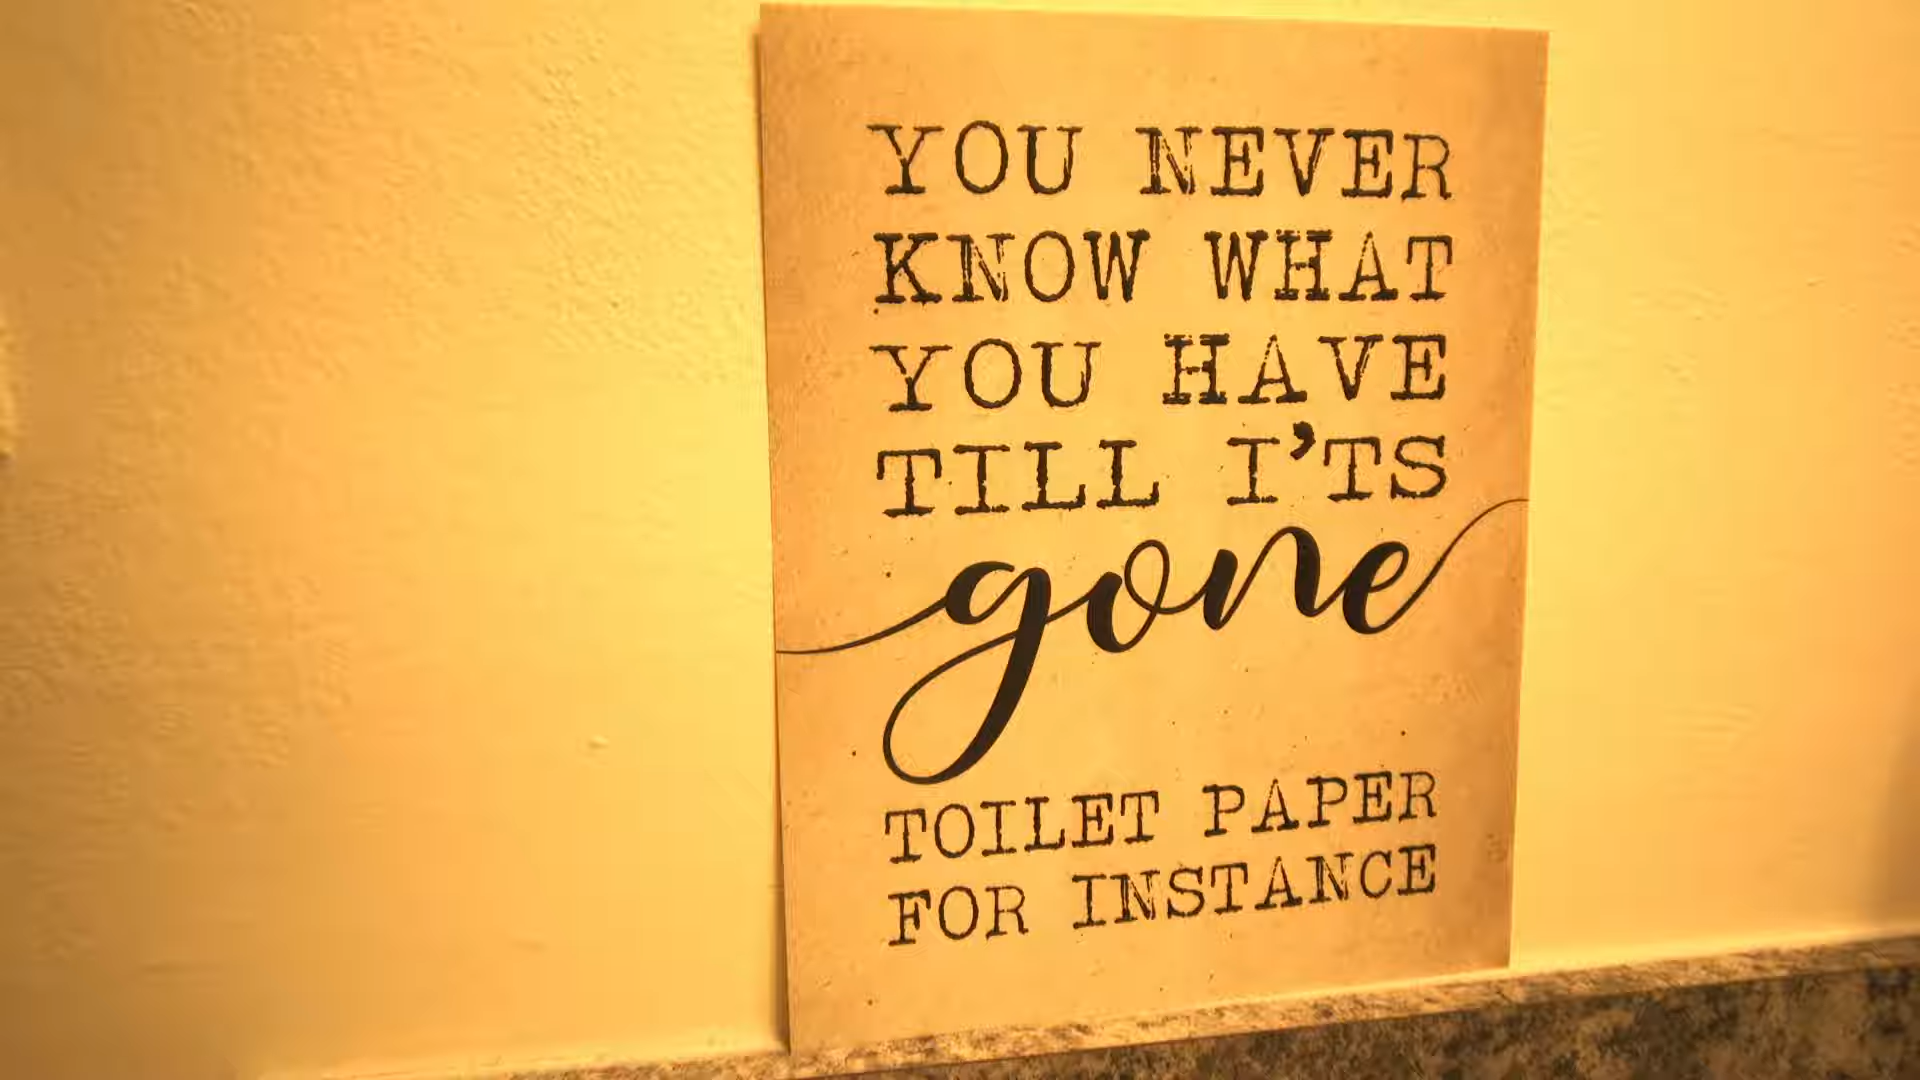 YOU NEVER
KNOW WHAT
YOU HAVE
TILL I'TS
gone
TOILET PAPER
FOR INSTANCE